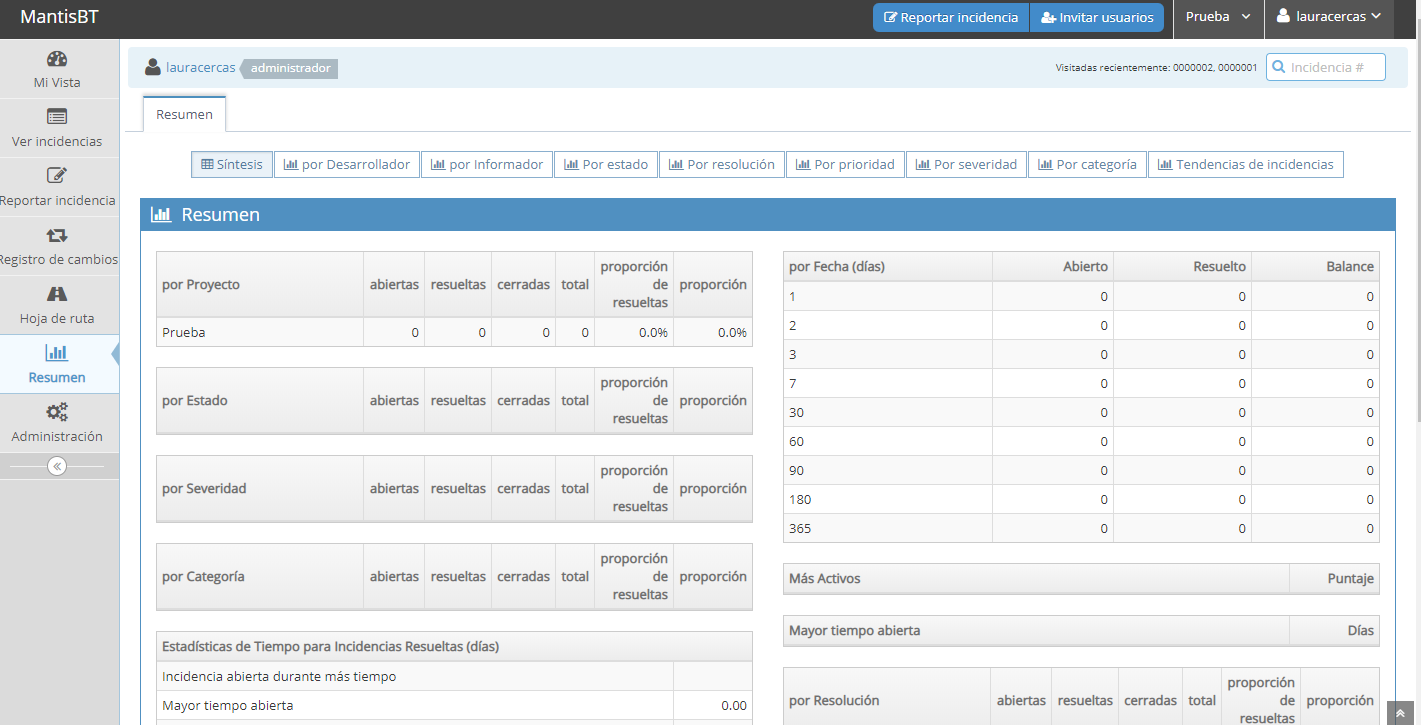 MantisBT
Reportar incidencia
Invitar usuarios
Prueba
lauracercas
Mi Vista
Ver incidencias
Reportar incidencia
Registro de cambios
Hoja de ruta
Resumen
Administración
lauracercas administrador
Visitadas recientemente: 0000002, 0000001
Incidencia #
Resumen
Síntesis
por Desarrollador
por Informador
Por estado
Por resolución
Por prioridad
Por severidad
Por categoría
Tendencias de incidencias
Resumen
por Proyecto abiertas resueltas cerradas total proporción de resueltas proporción
Prueba 0 0 0 0 0.0% 0.0%
por Estado abiertas resueltas cerradas total proporción de resueltas proporción
por Severidad abiertas resueltas cerradas total proporción de resueltas proporción
por Categoría abiertas resueltas cerradas total proporción de resueltas proporción
Estadísticas de Tiempo para Incidencias Resueltas (días)
Incidencia abierta durante más tiempo
Mayor tiempo abierta 0.00
por Fecha (días) Abierto Resuelto Balance
1 0 0 0
2 0 0 0
3 0 0 0
7 0 0 0
30 0 0 0
60 0 0 0
90 0 0 0
180 0 0 0
365 0 0 0
Más Activos Puntaje
Mayor tiempo abierta Días
por Resolución abiertas resueltas cerradas total proporción de resueltas proporción